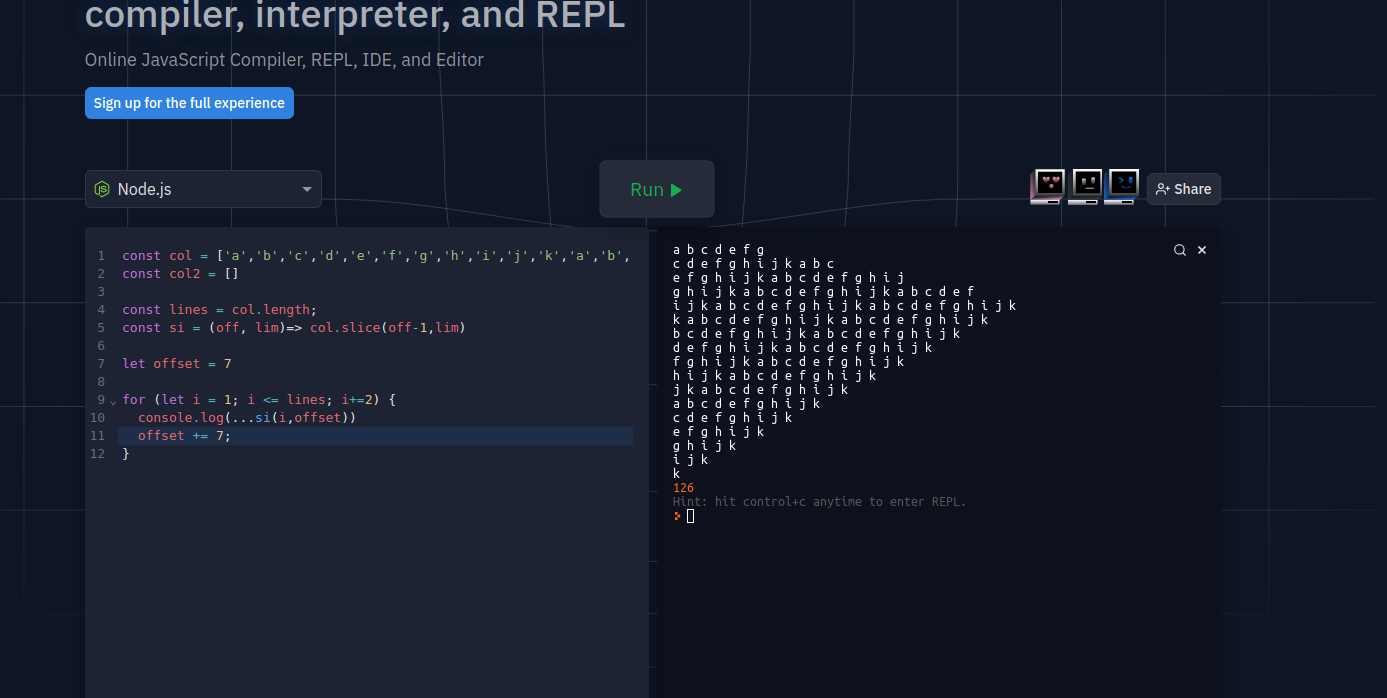 compiler, interpreter, and REPL
Online JavaScript Compiler, REPL, IDE, and Editor
Sign up for the full experience
Node.js
Run
Share
1 const col = ['a','b','c','d','e','f','g','h','i','j','k','a','b',
2 const col2 = []
3
4 const lines = col.length;
5 const si = (off, lim)=> col.slice(off-1,lim)
6
7 let offset = 7
8
9 for (let i = 1; i <= lines; i+=2) {
10 console.log(...si(i,offset))
11 offset += 7;
12 }
a b c d e f g
c d e f g h i j k a b c
e f g h i j k a b c d e f g h i j
g h i j k a b c d e f g h i j k a b c d e f
i j k a b c d e f g h i j k a b c d e f g h i j k
k a b c d e f g h i j k a b c d e f g h i j k
b c d e f g h i j k a b c d e f g h i j k
d e f g h i j k a b c d e f g h i j k
f g h i j k a b c d e f g h i j k
h i j k a b c d e f g h i j k
j k a b c d e f g h i j k
a b c d e f g h i j k
c d e f g h i j k
e f g h i j k
g h i j k
i j k
k
126
Hint: hit control+c anytime to enter REPL.